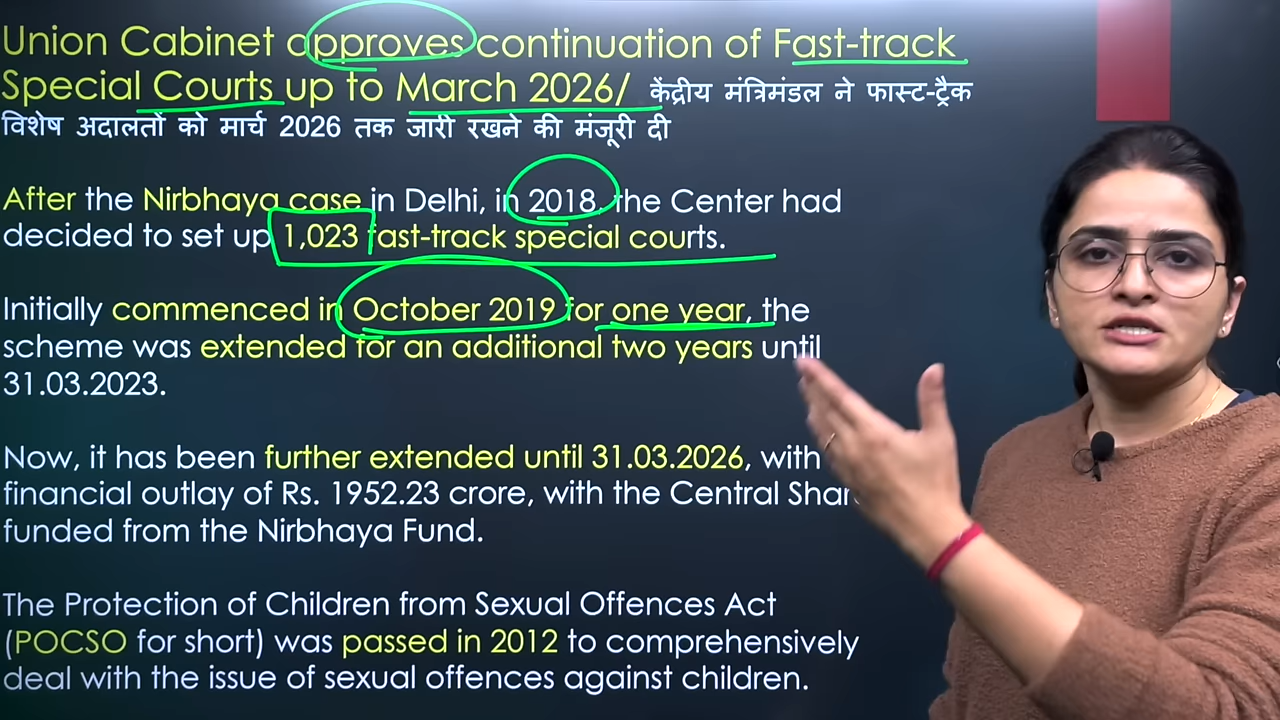 Union Cabinet approves continuation of Fast-track
Special Courts up to March 2026/ केंद्रीय मंत्रिमंडल ने फास्ट-ट्रैक
विशेष अदालतों को मार्च 2026 तक जारी रखने की मंजूरी दी
After the Nirbhaya case in Delhi, in 2018, the Center had
decided to set up 1,023 fast-track special courts.
Initially commenced in October 2019 for one year, the
scheme was extended for an additional two years until
31.03.2023.
Now, it has been further extended until 31.03.2026, with
financial outlay of Rs. 1952.23 crore, with the Central Shar
funded from the Nirbhaya Fund.
The Protection of Children from Sexual Offences Act
(POCSO for short) was passed in 2012 to comprehensively
deal with the issue of sexual offences against children.